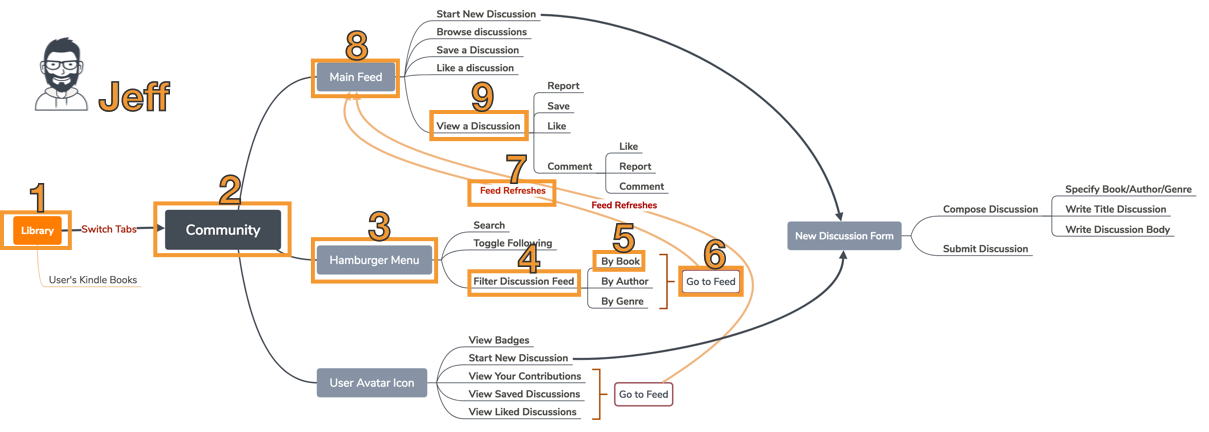 Jeff
1
Library
Switch Tabs
User's Kindle Books
2
Community
8
Main Feed
Start New Discussion
Browse discussions
Save a Discussion
Like a discussion
9
View a Discussion
Report
Save
Like
Comment
Like
Report
Comment
7
Feed Refreshes
Feed Refreshes
3
Hamburger Menu
Search
Toggle Following
4
Filter Discussion Feed
5
By Book
By Author
By Genre
6
Go to Feed
User Avatar Icon
View Badges
Start New Discussion
View Your Contributions
View Saved Discussions
View Liked Discussions
Go to Feed
New Discussion Form
Compose Discussion
Specify Book/Author/Genre
Write Title Discussion
Write Discussion Body
Submit Discussion